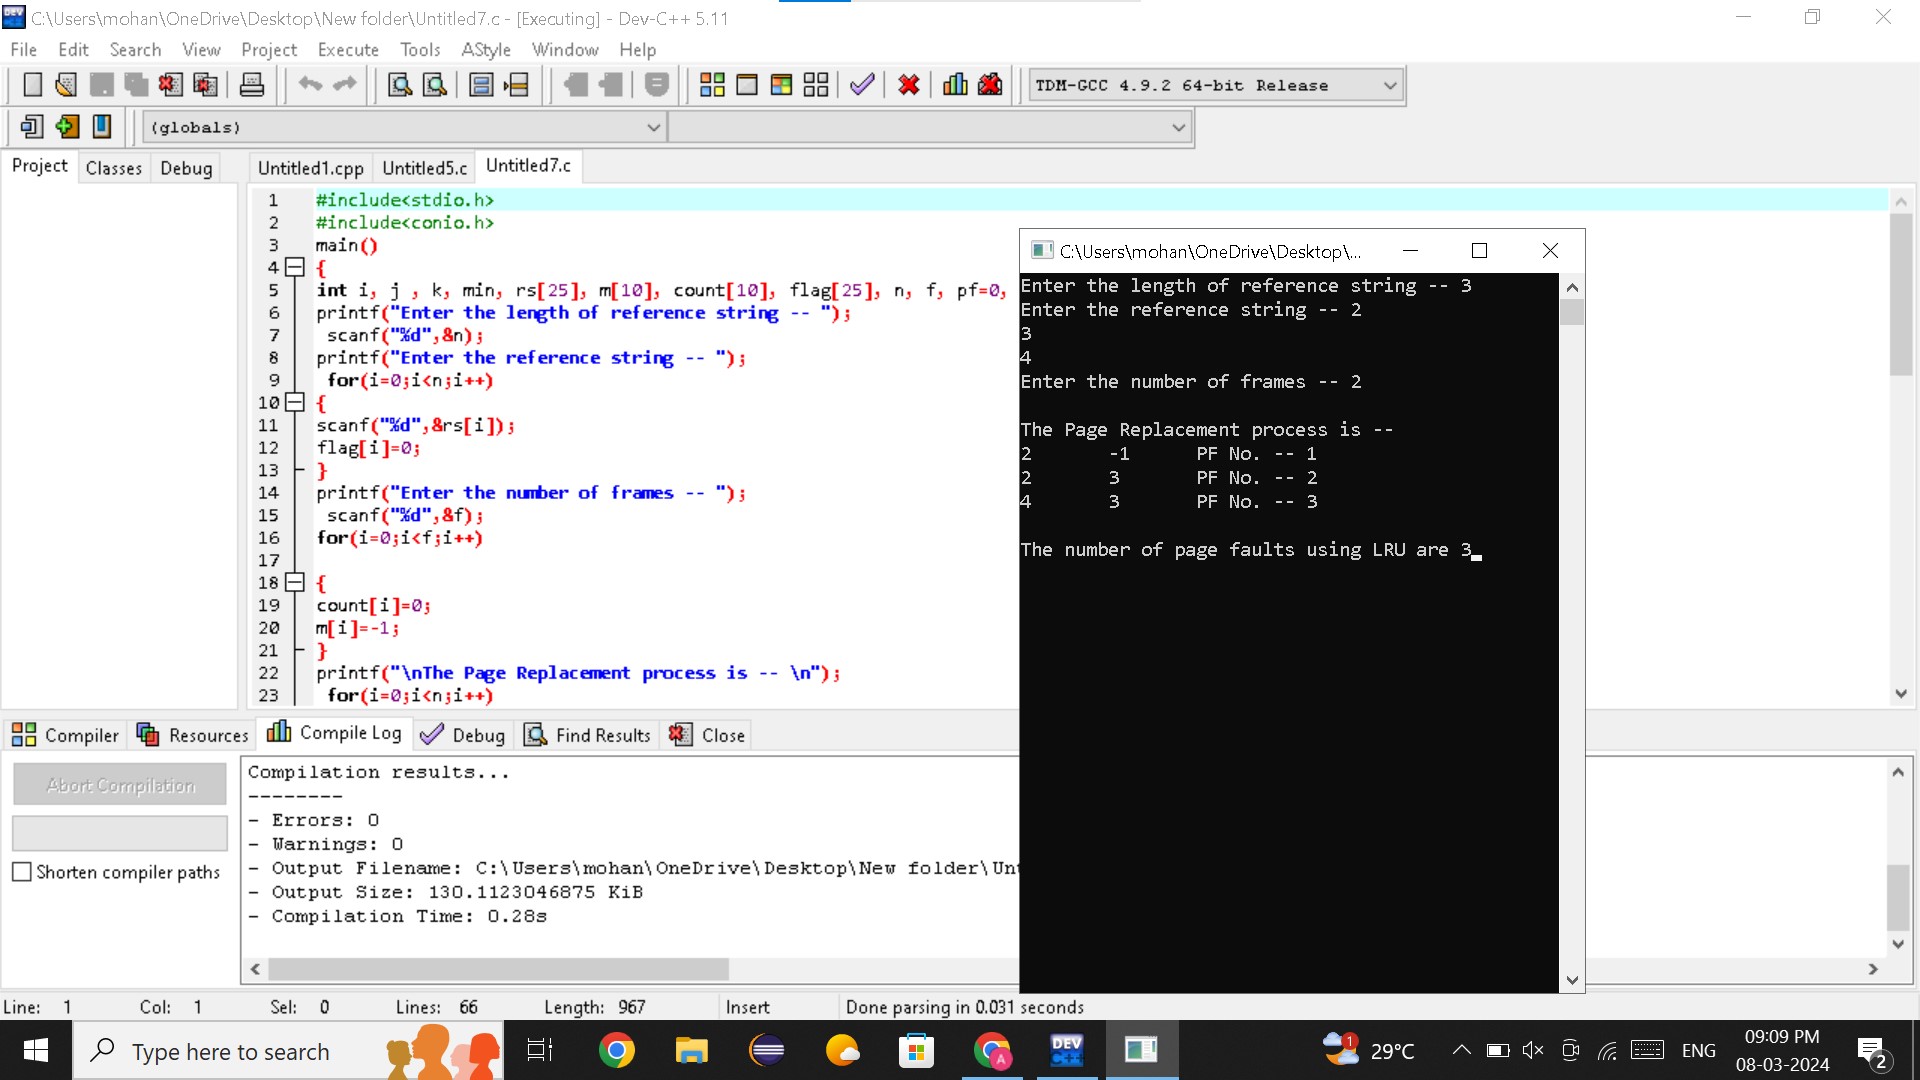 C:\Users\mohan\OneDrive\Desktop\New folder\Untitled7.c - [Executing] - Dev-C++ 5.11
File Edit Search View Project Execute Tools AStyle Window Help
TDM-GCC 4.9.2 64-bit Release
(globals)
Project Classes Debug
Untitled1.cpp Untitled5.c Untitled7.c
1 #include<stdio.h>
2 #include<conio.h>
3 main()
4 {
5 int i, j , k, min, rs[25], m[10], count[10], flag[25], n, f, pf=0,
6 printf("Enter the length of reference string -- ");
7 scanf("%d",&n);
8 printf("Enter the reference string -- ");
9 for(i=0;i<n;i++)
10 {
11 scanf("%d",&rs[i]);
12 flag[i]=0;
13 }
14 printf("Enter the number of frames -- ");
15 scanf("%d",&f);
16 for(i=0;i<f;i++)
17
18 {
19 count[i]=0;
20 m[i]=-1;
21 }
22 printf("\nThe Page Replacement process is -- \n");
23 for(i=0;i<n;i++)
C:\Users\mohan\OneDrive\Desktop\...
Enter the length of reference string -- 3
Enter the reference string -- 2
3
4
Enter the number of frames -- 2
The Page Replacement process is --
2 -1 PF No. -- 1
2 3 PF No. -- 2
4 3 PF No. -- 3
The number of page faults using LRU are 3
Compiler Resources Compile Log Debug Find Results Close
Abort Compilation
Shorten compiler paths
Compilation results...
--------
- Errors: 0
- Warnings: 0
- Output Filename: C:\Users\mohan\OneDrive\Desktop\New folder\Unt
- Output Size: 130.1123046875 KiB
- Compilation Time: 0.28s
Line: 1 Col: 1 Sel: 0 Lines: 66 Length: 967 Insert Done parsing in 0.031 seconds
Type here to search
A
DEV C++
1
29°C
ENG
09:09 PM
08-03-2024
2